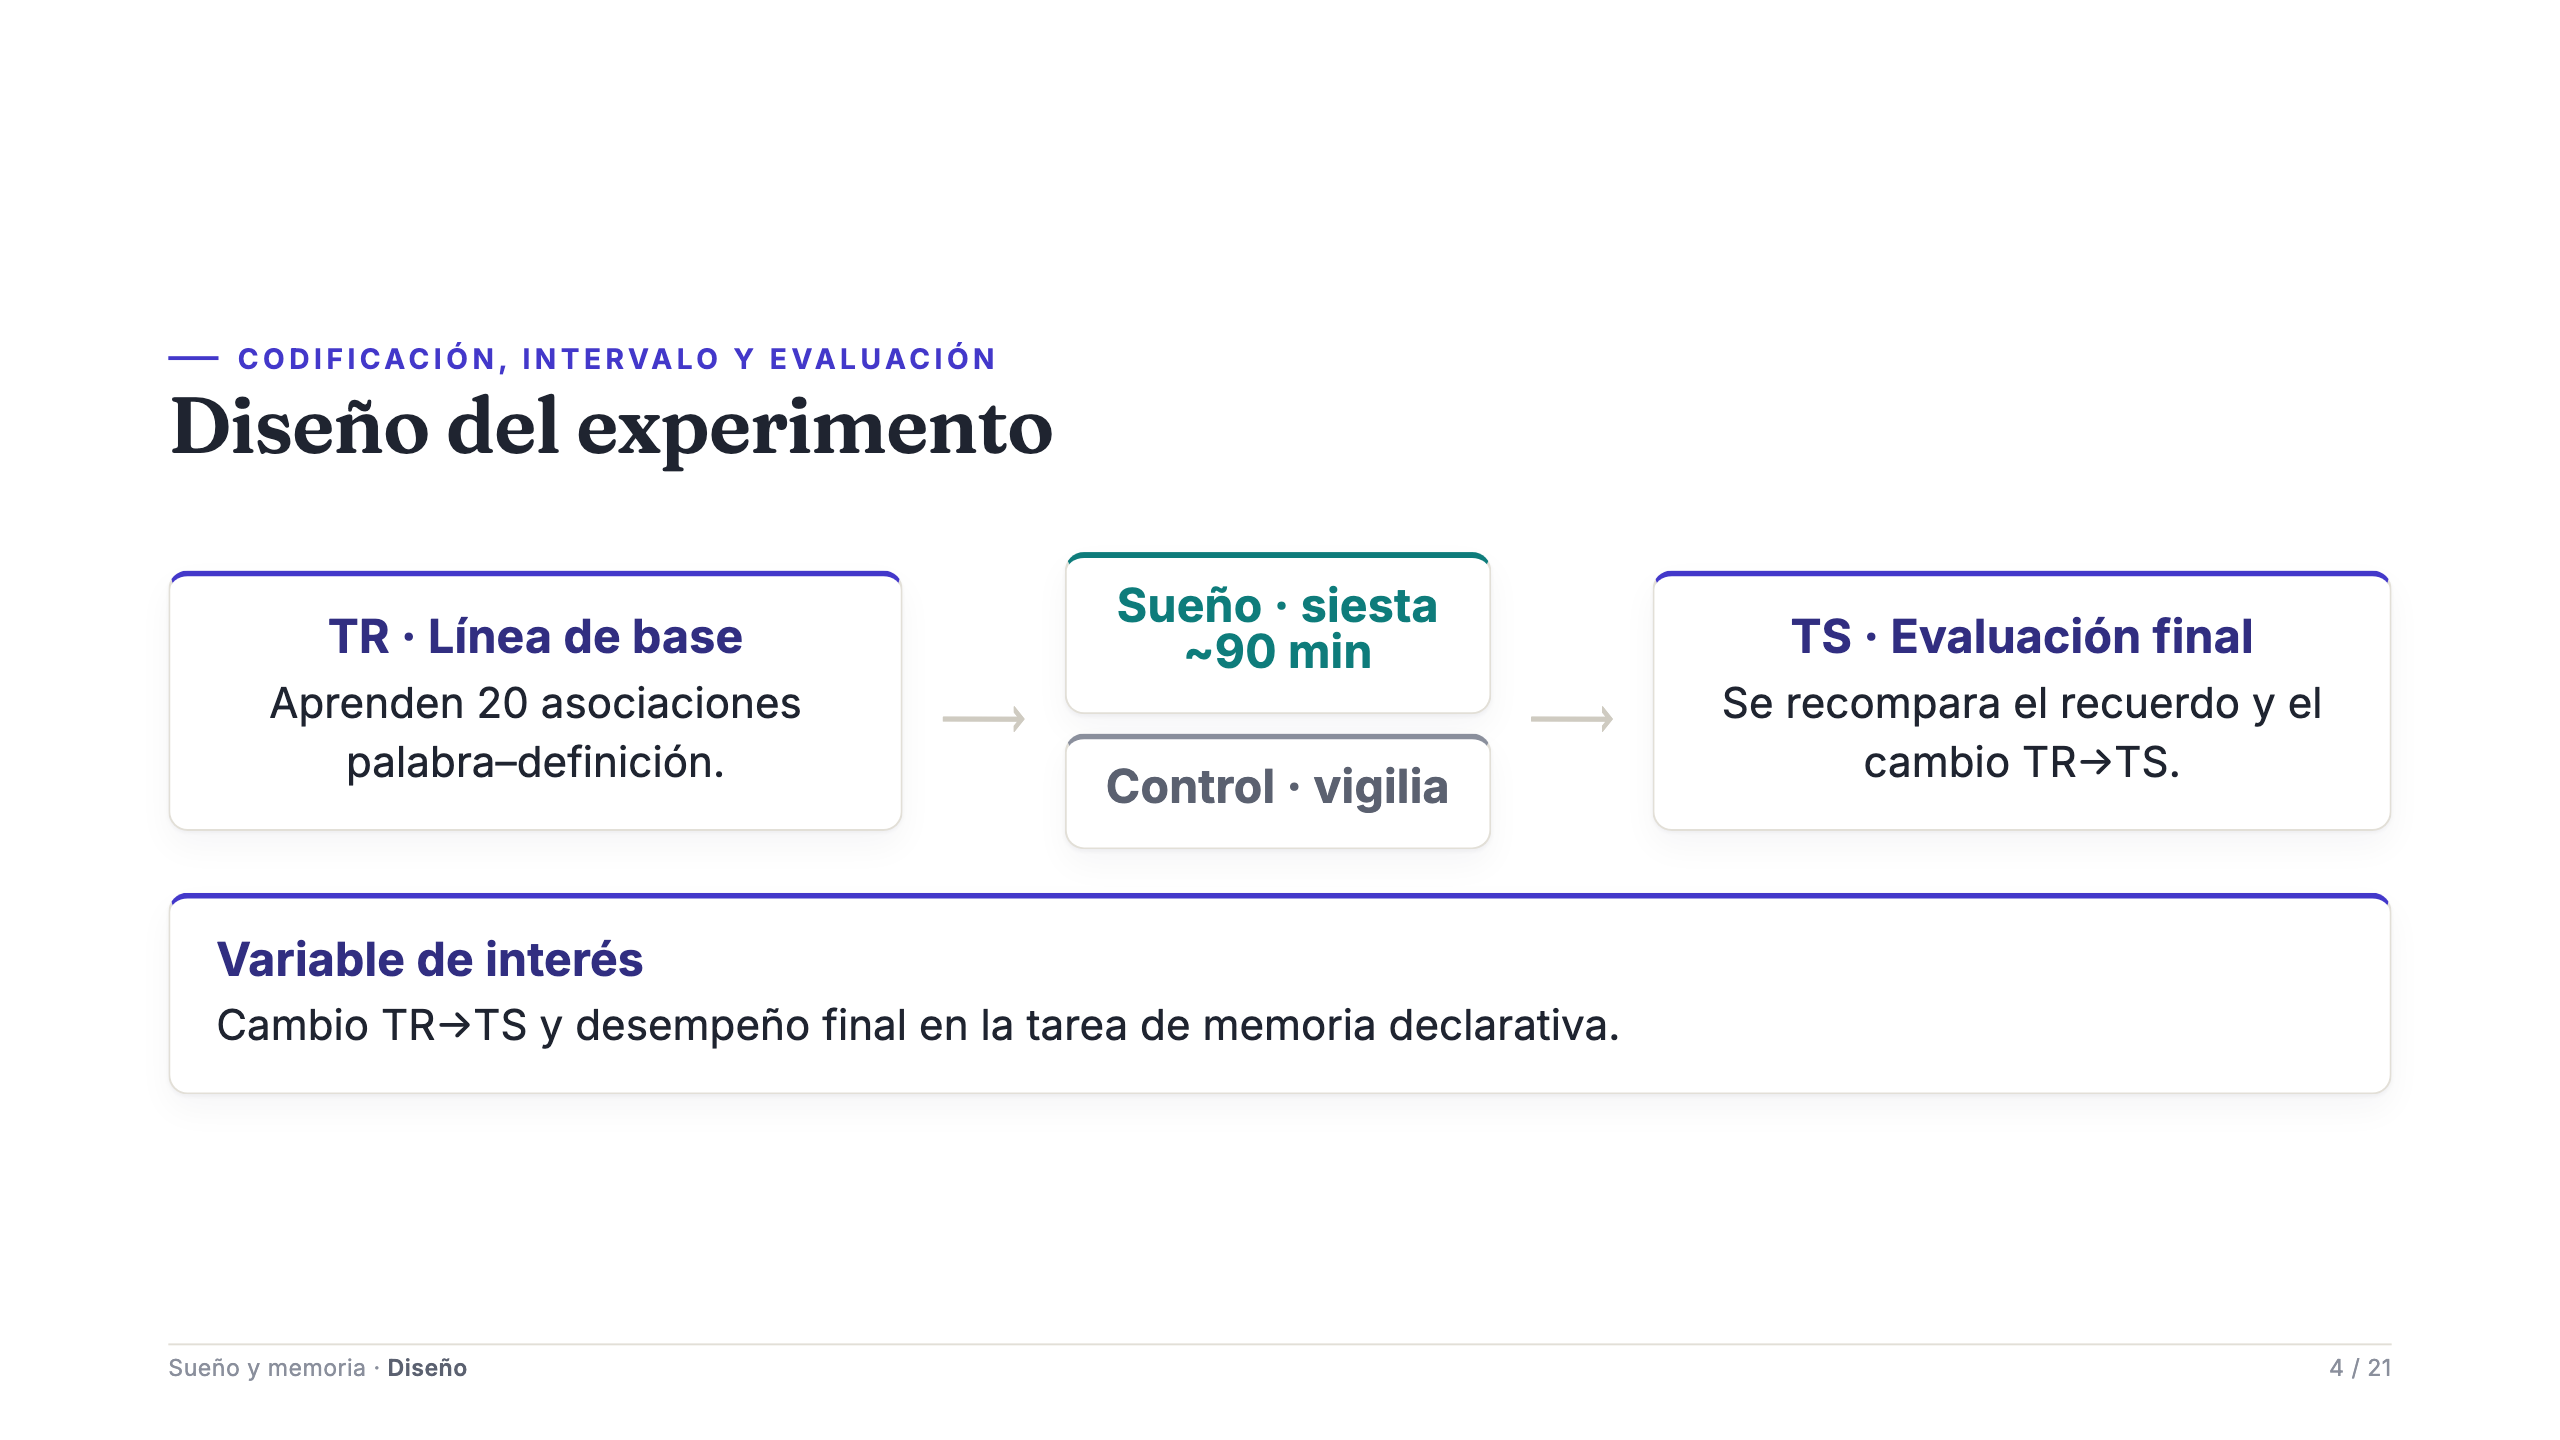 CODIFICACIÓN, INTERVALO Y EVALUACIÓN
Diseño del experimento
TR · Línea de base
Aprenden 20 asociaciones
palabra–definición.
→
Sueño · siesta
~90 min
Control · vigilia
→
TS · Evaluación final
Se recompara el recuerdo y el
cambio TR→TS.
Variable de interés
Cambio TR→TS y desempeño final en la tarea de memoria declarativa.
Sueño y memoria · Diseño
4 / 21